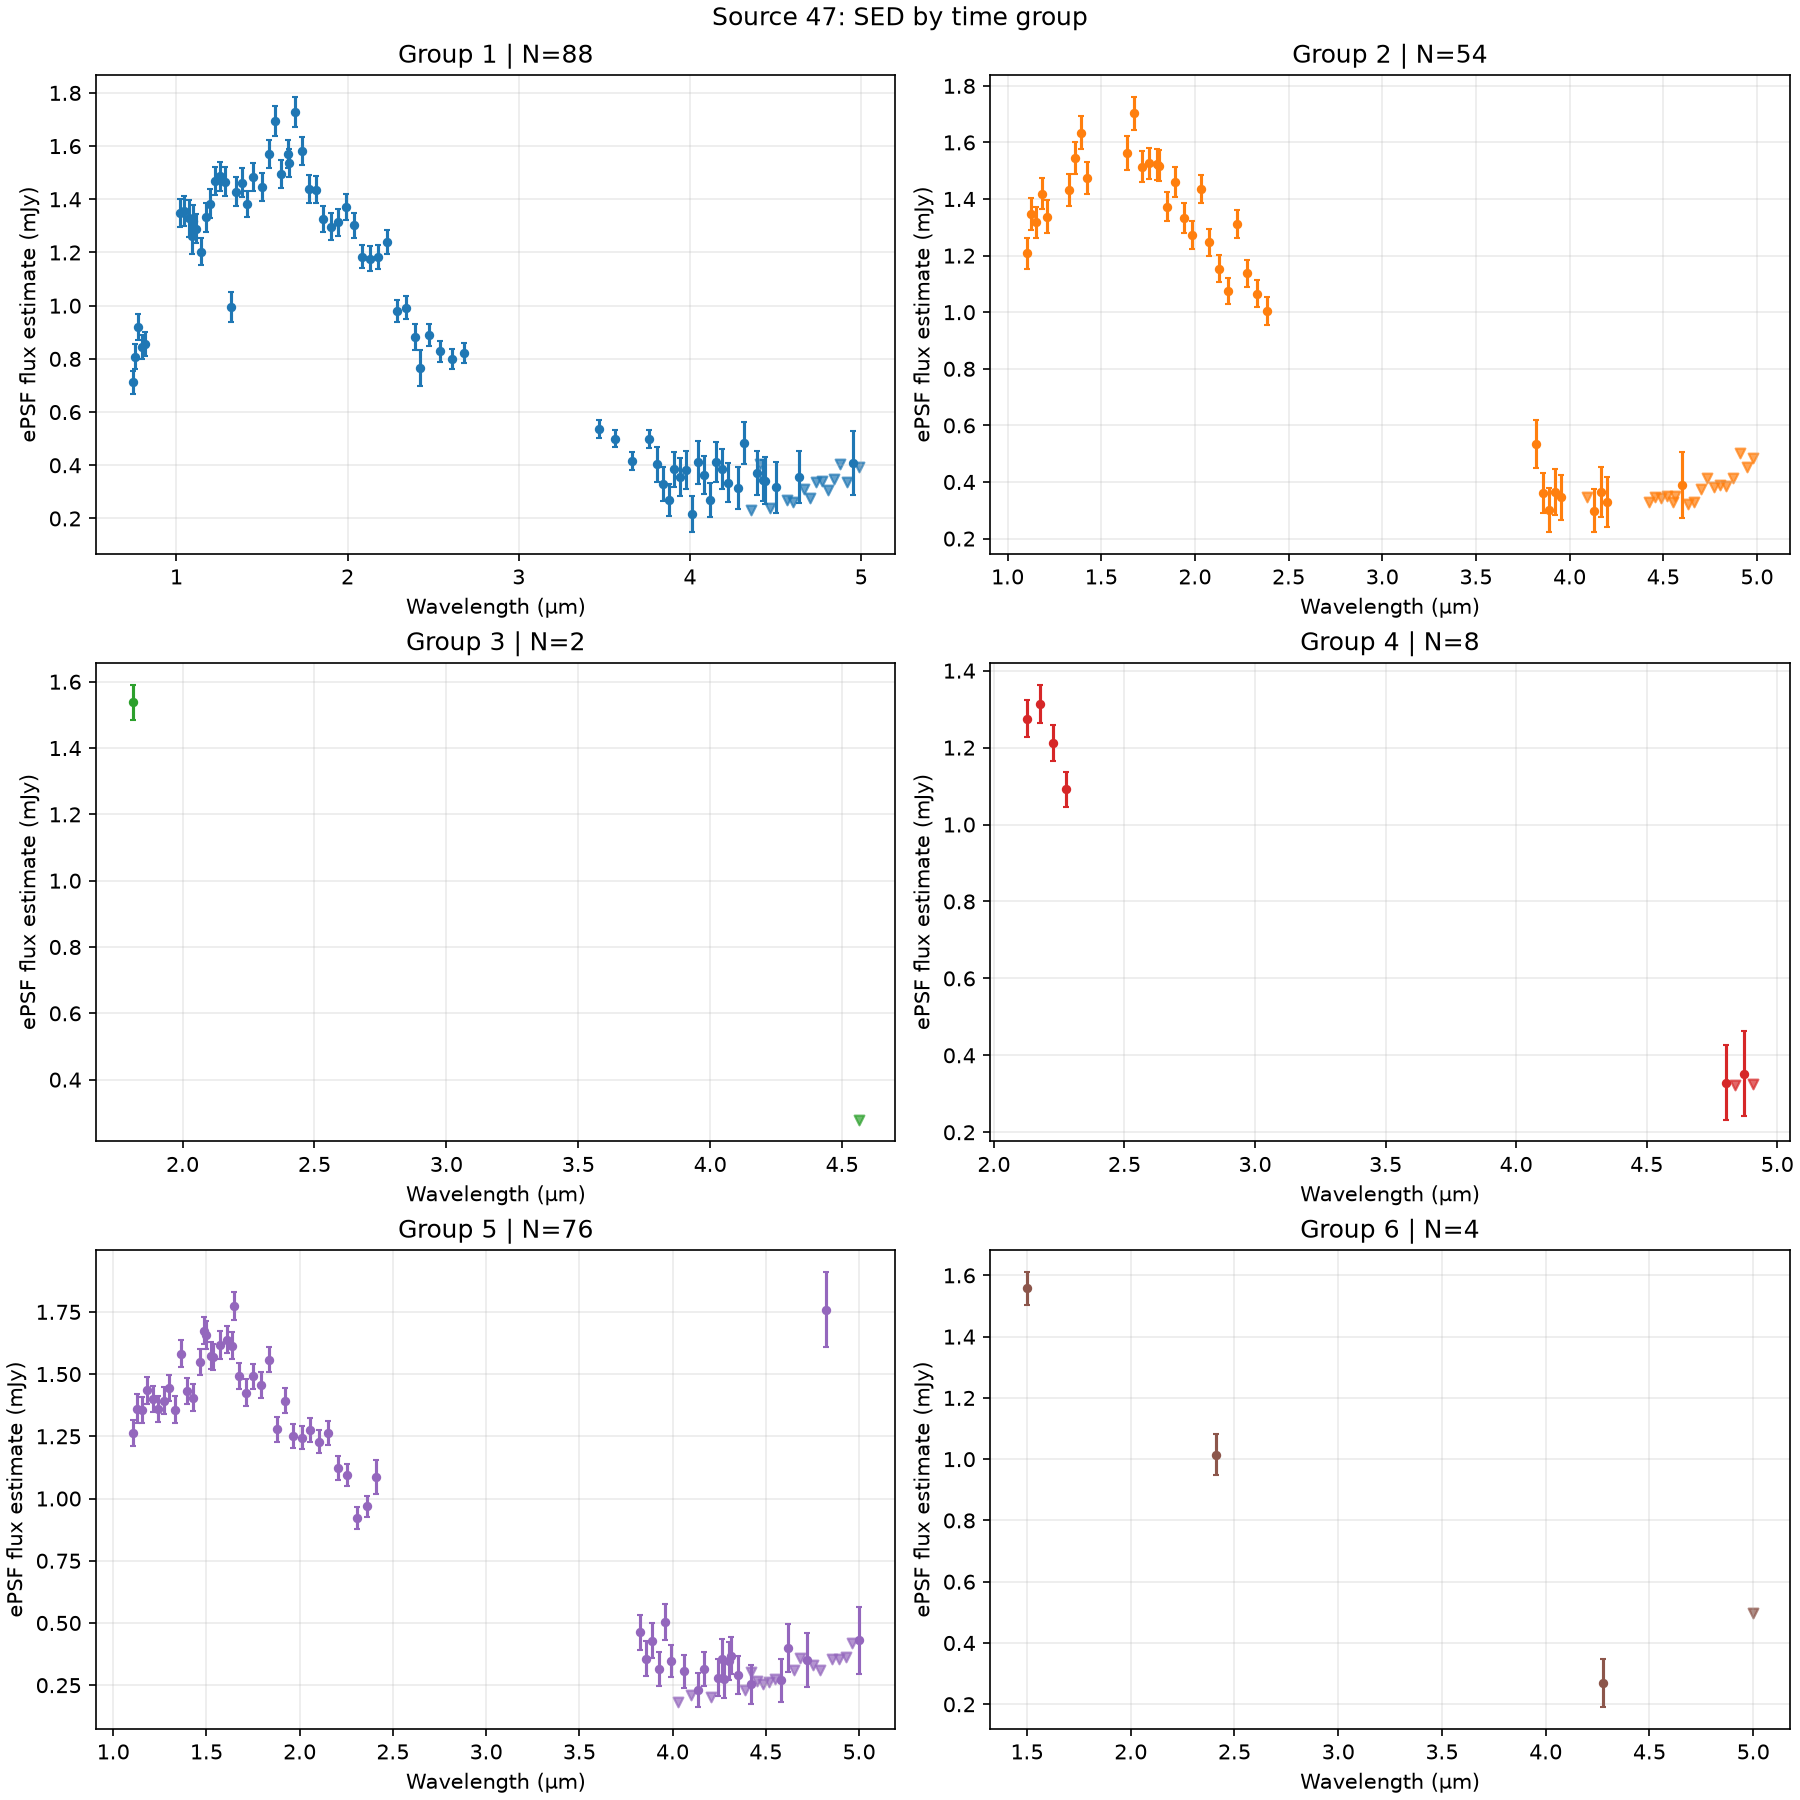 Source 47: SED by time group
Group 1 | N=88
ePSF flux estimate (mJy)
1.8
1.6
1.4
1.2
1.0
0.8
0.6
0.4
0.2
1 2 3 4 5
Wavelength (μm)
Group 2 | N=54
ePSF flux estimate (mJy)
1.8
1.6
1.4
1.2
1.0
0.8
0.6
0.4
0.2
1.0 1.5 2.0 2.5 3.0 3.5 4.0 4.5 5.0
Wavelength (μm)
Group 3 | N=2
ePSF flux estimate (mJy)
1.6
1.4
1.2
1.0
0.8
0.6
0.4
2.0 2.5 3.0 3.5 4.0 4.5
Wavelength (μm)
Group 4 | N=8
ePSF flux estimate (mJy)
1.4
1.2
1.0
0.8
0.6
0.4
0.2
2.0 2.5 3.0 3.5 4.0 4.5 5.0
Wavelength (μm)
Group 5 | N=76
ePSF flux estimate (mJy)
1.75
1.50
1.25
1.00
0.75
0.50
0.25
1.0 1.5 2.0 2.5 3.0 3.5 4.0 4.5 5.0
Wavelength (μm)
Group 6 | N=4
ePSF flux estimate (mJy)
1.6
1.4
1.2
1.0
0.8
0.6
0.4
0.2
1.5 2.0 2.5 3.0 3.5 4.0 4.5 5.0
Wavelength (μm)